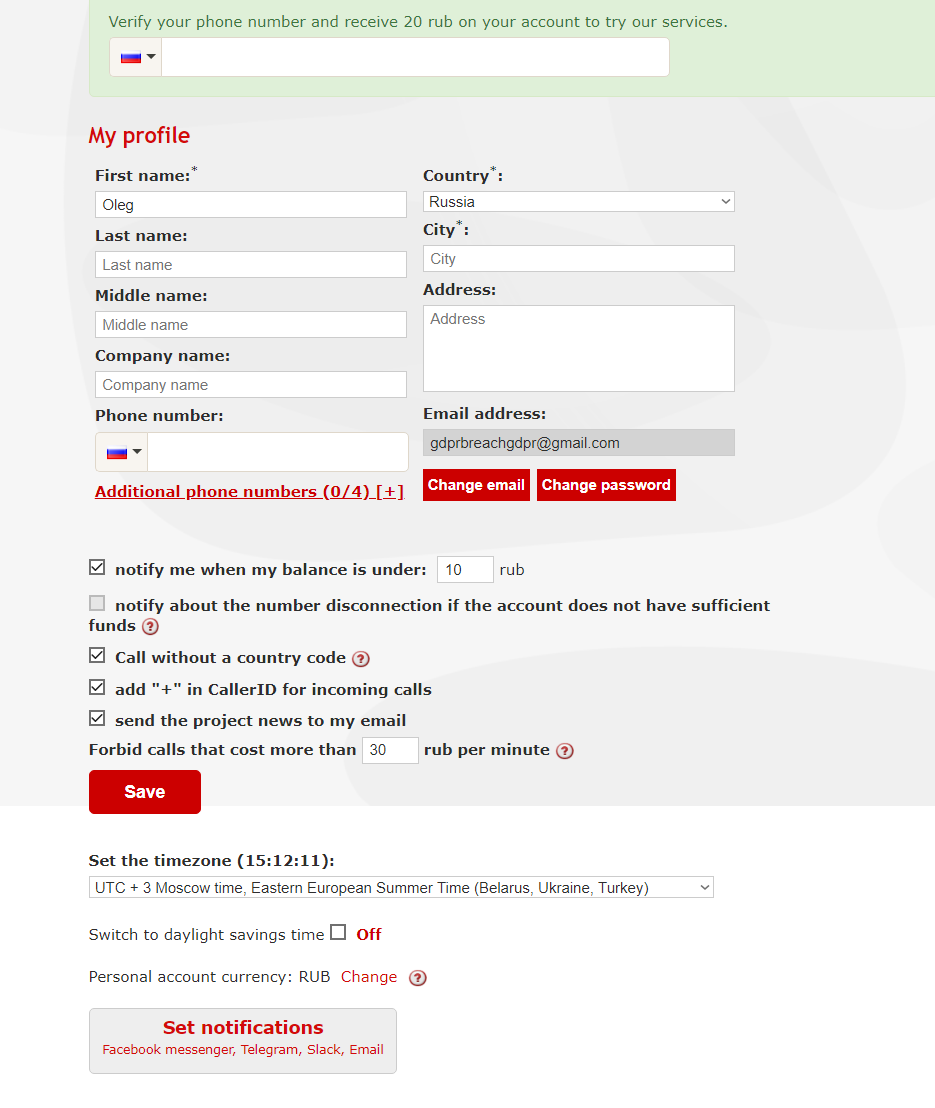 Verify your phone number and receive 20 rub on your account to try our services.
My profile
First name:*
Oleg
Last name:
Last name
Middle name:
Middle name
Company name:
Company name
Phone number:
Additional phone numbers (0/4) [+]
Country*:
Russia
City*:
City
Address:
Address
Email address:
gdprbreachgdpr@gmail.com
Change email Change password
notify me when my balance is under: 10 rub
notify about the number disconnection if the account does not have sufficient
funds ?
Call without a country code ?
add "+" in CallerID for incoming calls
send the project news to my email
Forbid calls that cost more than 30 rub per minute ?
Save
Set the timezone (15:12:11):
UTC + 3 Moscow time, Eastern European Summer Time (Belarus, Ukraine, Turkey)
Switch to daylight savings time Off
Personal account currency: RUB Change ?
Set notifications
Facebook messenger, Telegram, Slack, Email